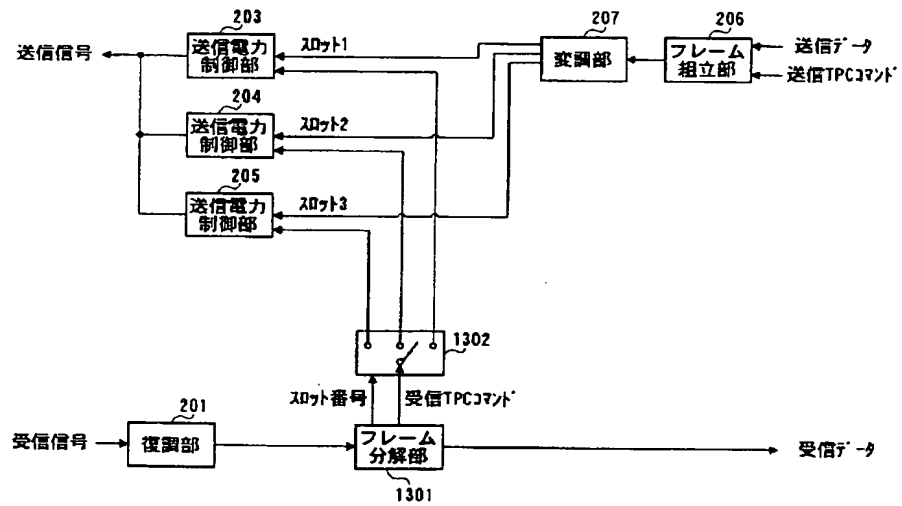 203
送信信号
送信電力
制御部
スロット1
207
変調部
206
フレーム
組立部
送信データ
送信TPCコマンド
204
送信電力
制御部
スロット2
205
送信電力
制御部
スロット3
1302
スロット番号
受信TPCコマンド
201
受信信号
復調部
フレーム
分解部
1301
受信データ